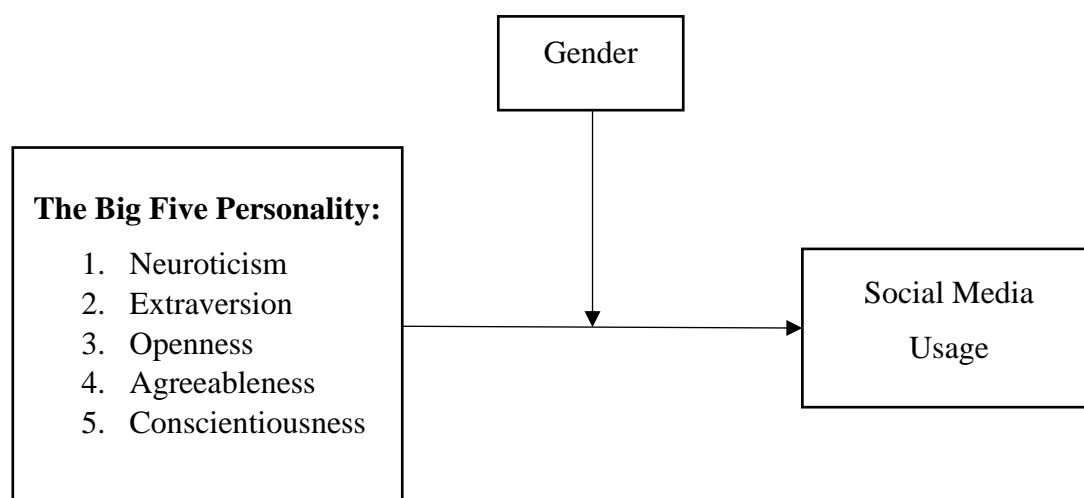 Gender
The Big Five Personality:
1. Neuroticism
2. Extraversion
3. Openness
4. Agreeableness
5. Conscientiousness
Social Media
Usage